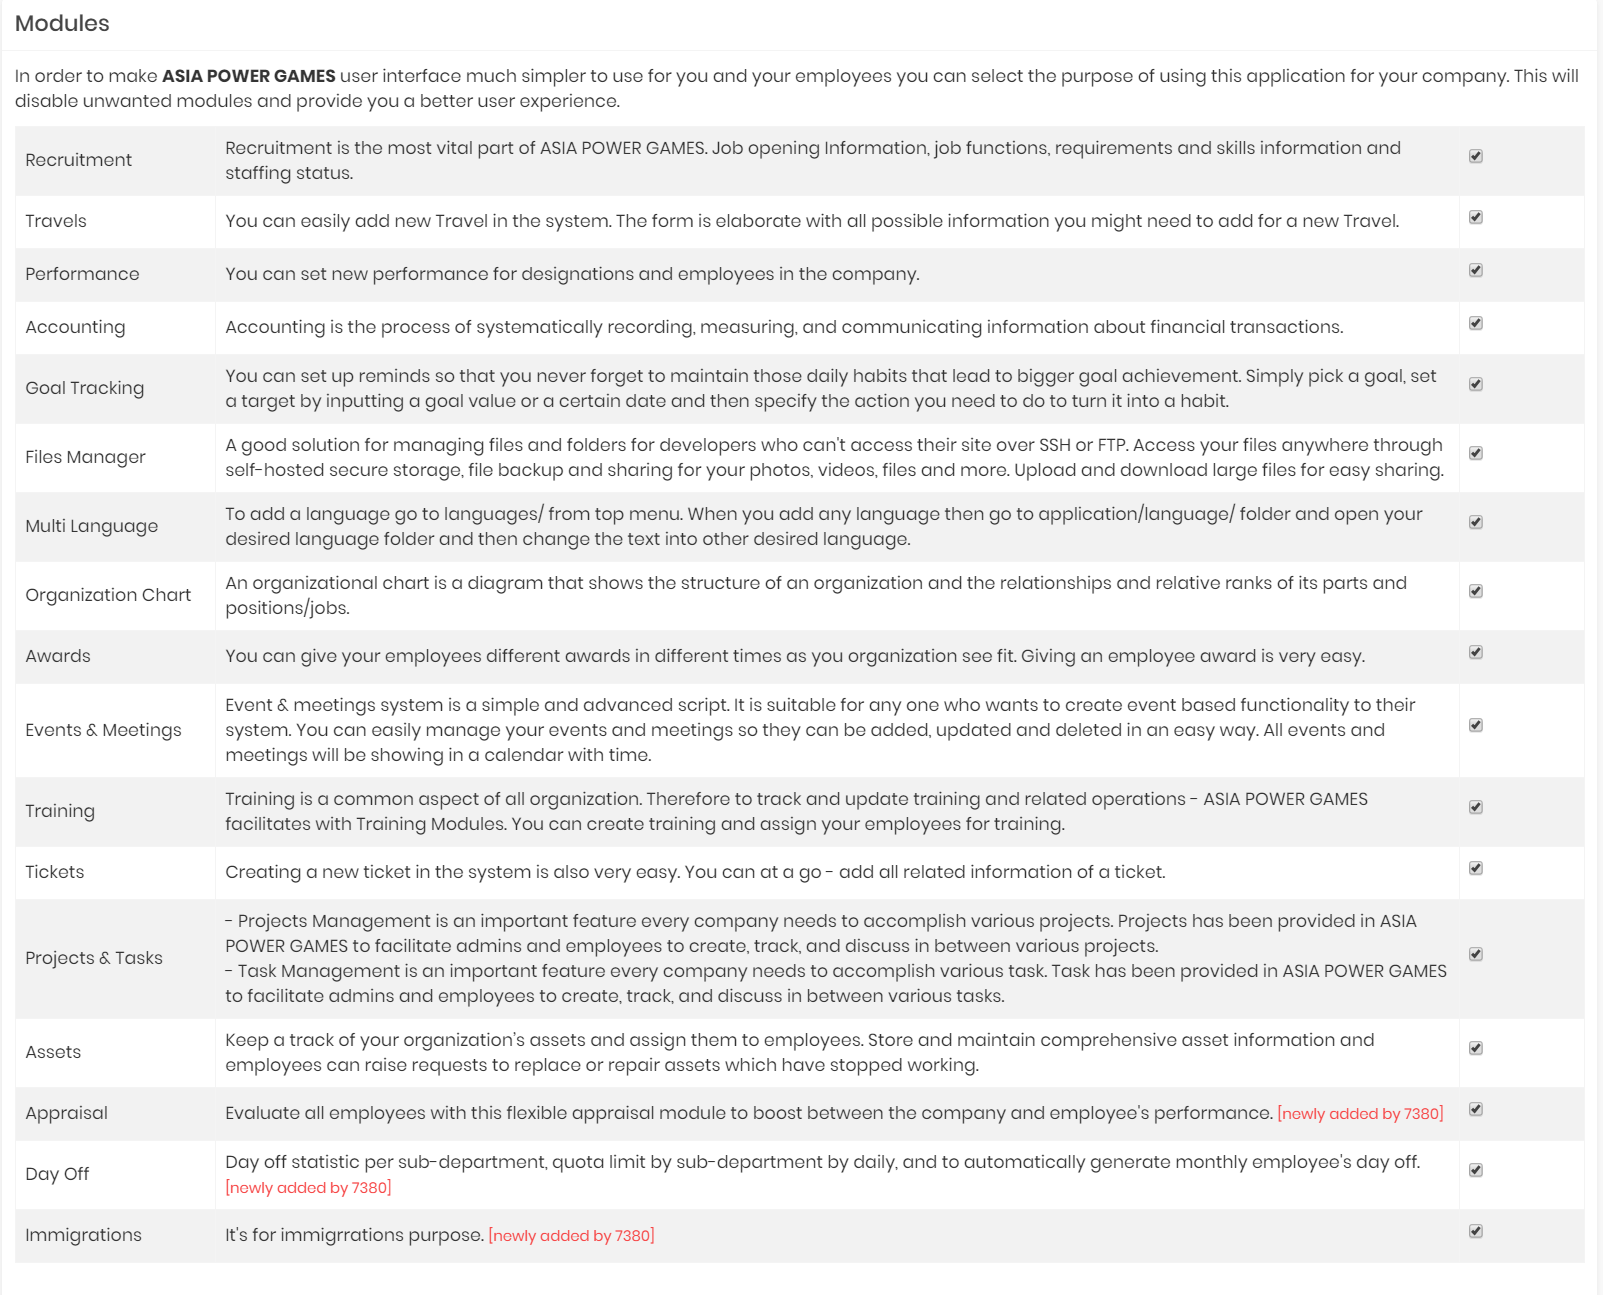 Modules
In order to make ASIA POWER GAMES user interface much simpler to use for you and your employees you can select the purpose of using this application for your company. This will
disable unwanted modules and provide you a better user experience.
Recruitment
Recruitment is the most vital part of ASIA POWER GAMES. Job opening Information, job functions, requirements and skills information and
staffing status.
Travels
You can easily add new Travel in the system. The form is elaborate with all possible information you might need to add for a new Travel.
Performance
You can set new performance for designations and employees in the company.
Accounting
Accounting is the process of systematically recording, measuring, and communicating information about financial transactions.
Goal Tracking
You can set up reminds so that you never forget to maintain those daily habits that lead to bigger goal achievement. Simply pick a goal, set
a target by inputting a goal value or a certain date and then specify the action you need to do to turn it into a habit.
Files Manager
A good solution for managing files and folders for developers who can't access their site over SSH or FTP. Access your files anywhere through
self-hosted secure storage, file backup and sharing for your photos, videos, files and more. Upload and download large files for easy sharing.
Multi Language
To add a language go to languages/ from top menu. When you add any language then go to application/language/ folder and open your
desired language folder and then change the text into other desired language.
Organization Chart
An organizational chart is a diagram that shows the structure of an organization and the relationships and relative ranks of its parts and
positions/jobs.
Awards
You can give your employees different awards in different times as you organization see fit. Giving an employee award is very easy.
Events & Meetings
Event & meetings system is a simple and advanced script. It is suitable for any one who wants to create event based functionality to their
system. You can easily manage your events and meetings so they can be added, updated and deleted in an easy way. All events and
meetings will be showing in a calendar with time.
Training
Training is a common aspect of all organization. Therefore to track and update training and related operations - ASIA POWER GAMES
facilitates with Training Modules. You can create training and assign your employees for training.
Tickets
Creating a new ticket in the system is also very easy. You can at a go - add all related information of a ticket.
Projects & Tasks
- Projects Management is an important feature every company needs to accomplish various projects. Projects has been provided in ASIA
POWER GAMES to facilitate admins and employees to create, track, and discuss in between various projects.
- Task Management is an important feature every company needs to accomplish various task. Task has been provided in ASIA POWER GAMES
to facilitate admins and employees to create, track, and discuss in between various tasks.
Assets
Keep a track of your organization's assets and assign them to employees. Store and maintain comprehensive asset information and
employees can raise requests to replace or repair assets which have stopped working.
Appraisal
Evaluate all employees with this flexible appraisal module to boost between the company and employee's performance. [newly added by 7380]
Day Off
Day off statistic per sub-department, quota limit by sub-department by daily, and to automatically generate monthly employee's day off.
[newly added by 7380]
Immigrations
It's for immigrrations purpose. [newly added by 7380]